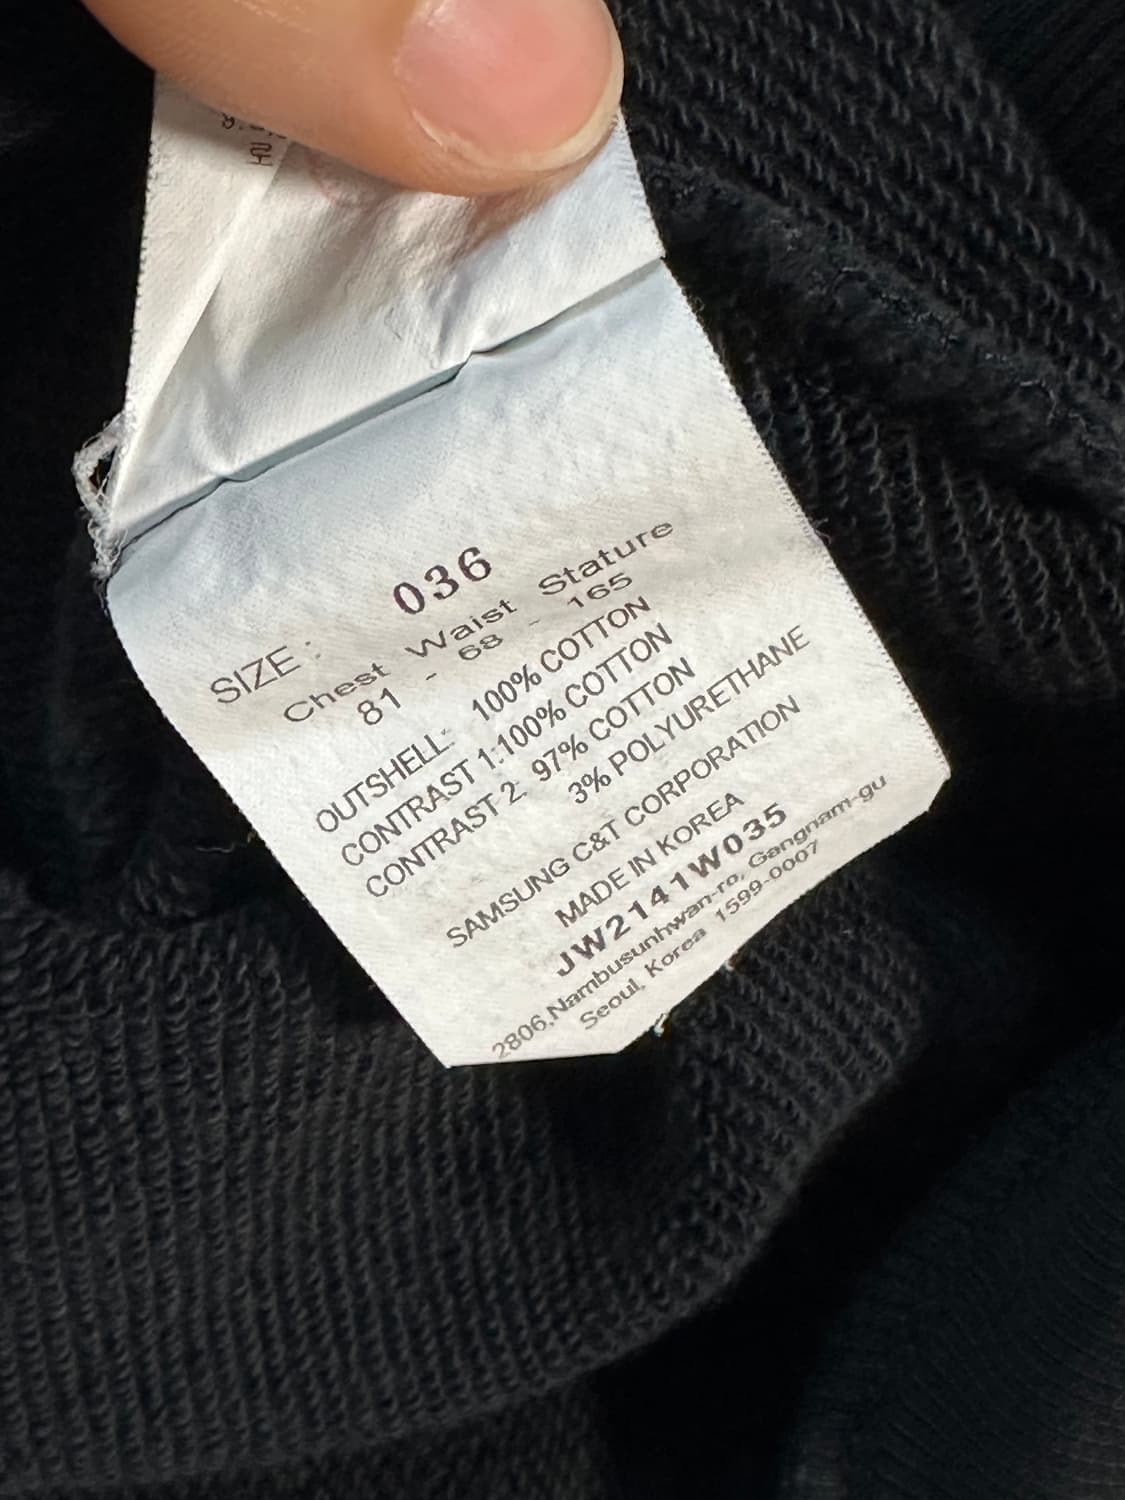 SIZE : 036
Chest Waist Stature
81 - 68 - 165
OUTSHELL: 100% COTTON
CONTRAST 1:100% COTTON
CONTRAST 2: 97% COTTON
3% POLYURETHANE
SAMSUNG C&T CORPORATION
MADE IN KOREA
JW2141W035
2806,Nambusunhwan-ro, Gangnam-gu
Seoul, Korea 1599-0007